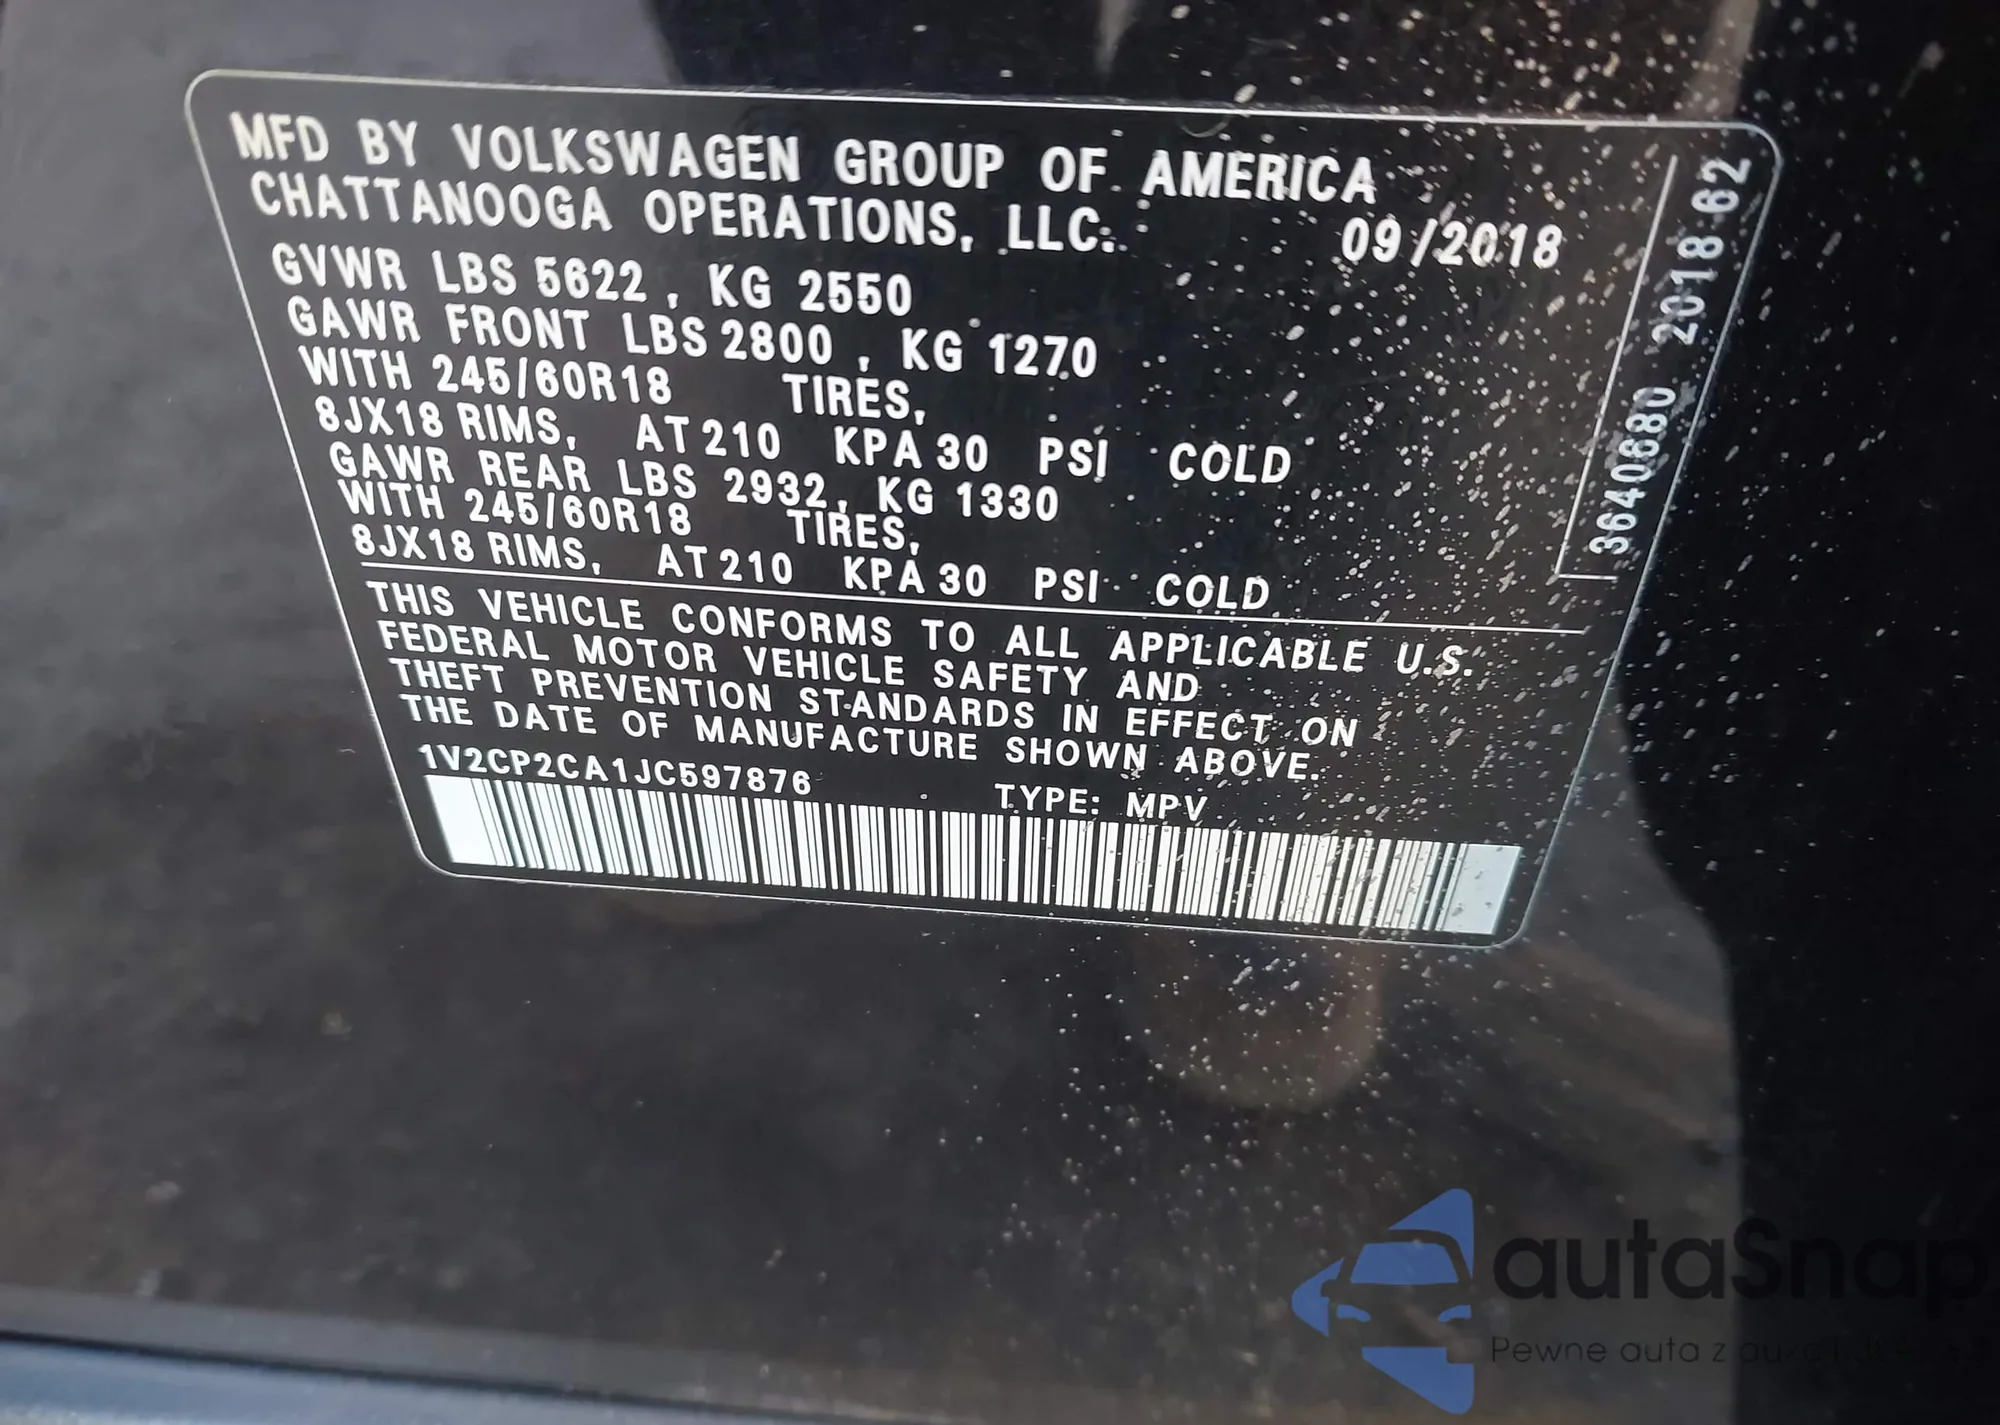 MFD BY VOLKSWAGEN GROUP OF AMERICA
CHATTANOOGA OPERATIONS, LLC.
09/2018
GVWR LBS 5622, KG 2550
GAWR FRONT LBS 2800, KG 1270
WITH 245/60R18 TIRES,
8JX18 RIMS, AT 210 KPA 30 PSI COLD
GAWR REAR LBS 2932, KG 1330
WITH 245/60R18 TIRES,
8JX18 RIMS, AT 210 KPA 30 PSI COLD
THIS VEHICLE CONFORMS TO ALL APPLICABLE U.S.
FEDERAL MOTOR VEHICLE SAFETY AND
THEFT PREVENTION STANDARDS IN EFFECT ON
THE DATE OF MANUFACTURE SHOWN ABOVE.
1V2CP2CA1JC597876 TYPE: MPV
3640680 2018 62
autaSnap
Pewne auta z